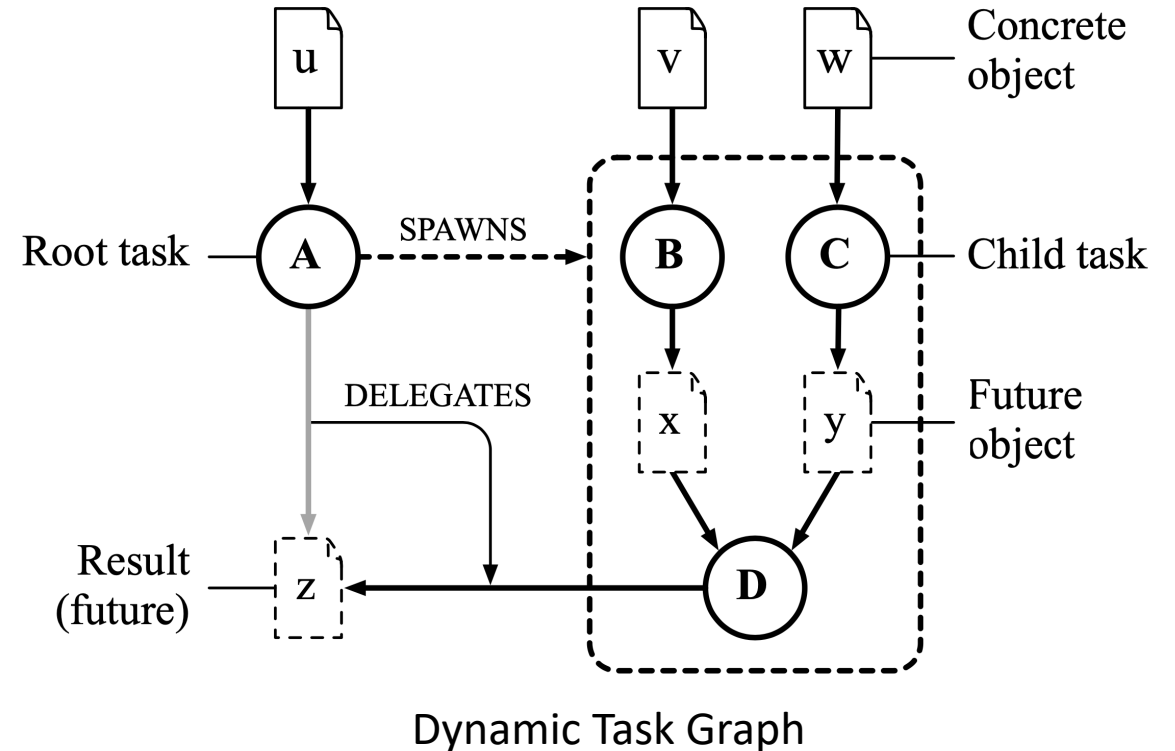 u
v
w
Concrete
object
Root task
A
SPAWNS
B
C
Child task
DELEGATES
x
y
Future
object
Result
(future)
z
D
Dynamic Task Graph